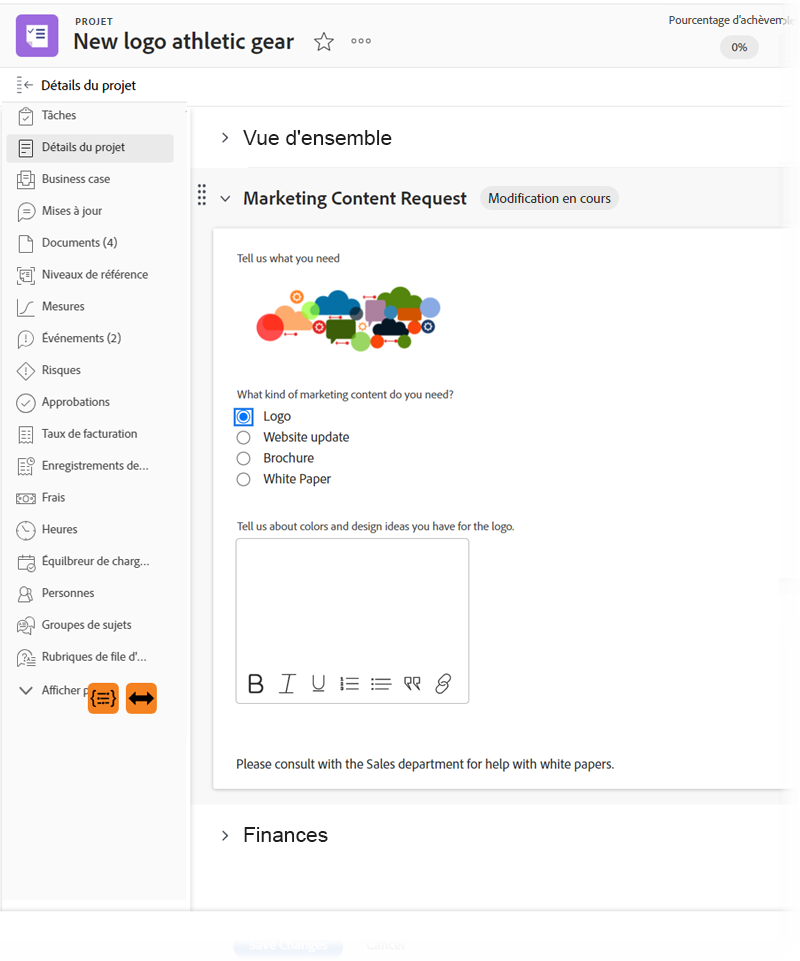 PROJET
New logo athletic gear
Pourcentage d'achèvem
0%
Détails du projet
Tâches
Détails du projet
Business case
Mises à jour
Documents (4)
Niveaux de référence
Mesures
Événements (2)
Risques
Approbations
Taux de facturation
Enregistrements de...
Frais
Heures
Équilbreur de charg...
Personnes
Groupes de sujets
Rubriques de file d'...
Afficher
Vue d'ensemble
Marketing Content Request
Modification en cours
Tell us what you need
What kind of marketing content do you need?
Logo
Website update
Brochure
White Paper
Tell us about colors and design ideas you have for the logo.
B I U
Please consult with the Sales department for help with white papers.
Finances
Save Changes
Cancel